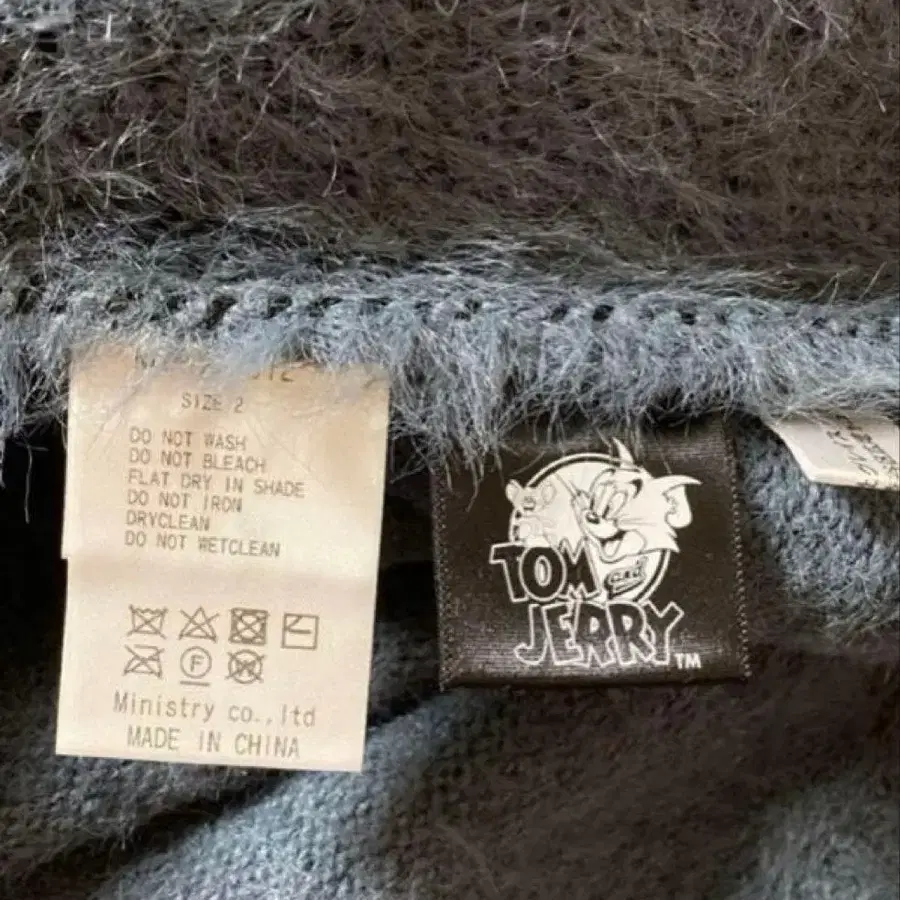 SIZE 2
DO NOT WASH
DO NOT BLEACH
FLAT DRY IN SHADE
DO NOT IRON
DRYCLEAN
DO NOT WETCLEAN
F
Ministry co.,ltd
MADE IN CHINA
TOM
and
JERRY
TM